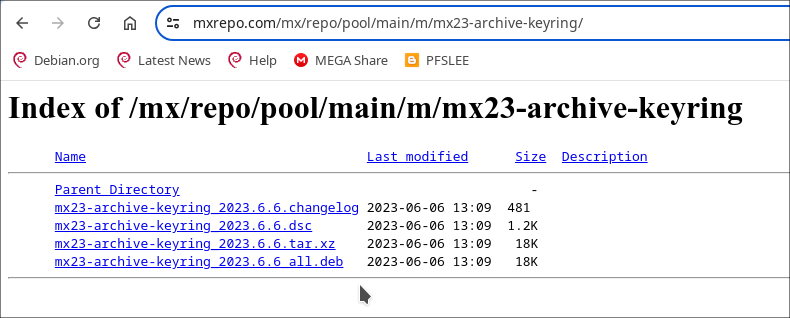 mxrepo.com/mx/repo/pool/main/m/mx23-archive-keyring/
Debian.org Latest News Help MEGA Share PFSLEE
Index of /mx/repo/pool/main/m/mx23-archive-keyring
Name Last modified Size Description
Parent Directory -
mx23-archive-keyring_2023.6.6.changelog 2023-06-06 13:09 481
mx23-archive-keyring_2023.6.6.dsc 2023-06-06 13:09 1.2K
mx23-archive-keyring_2023.6.6.tar.xz 2023-06-06 13:09 18K
mx23-archive-keyring_2023.6.6_all.deb 2023-06-06 13:09 18K